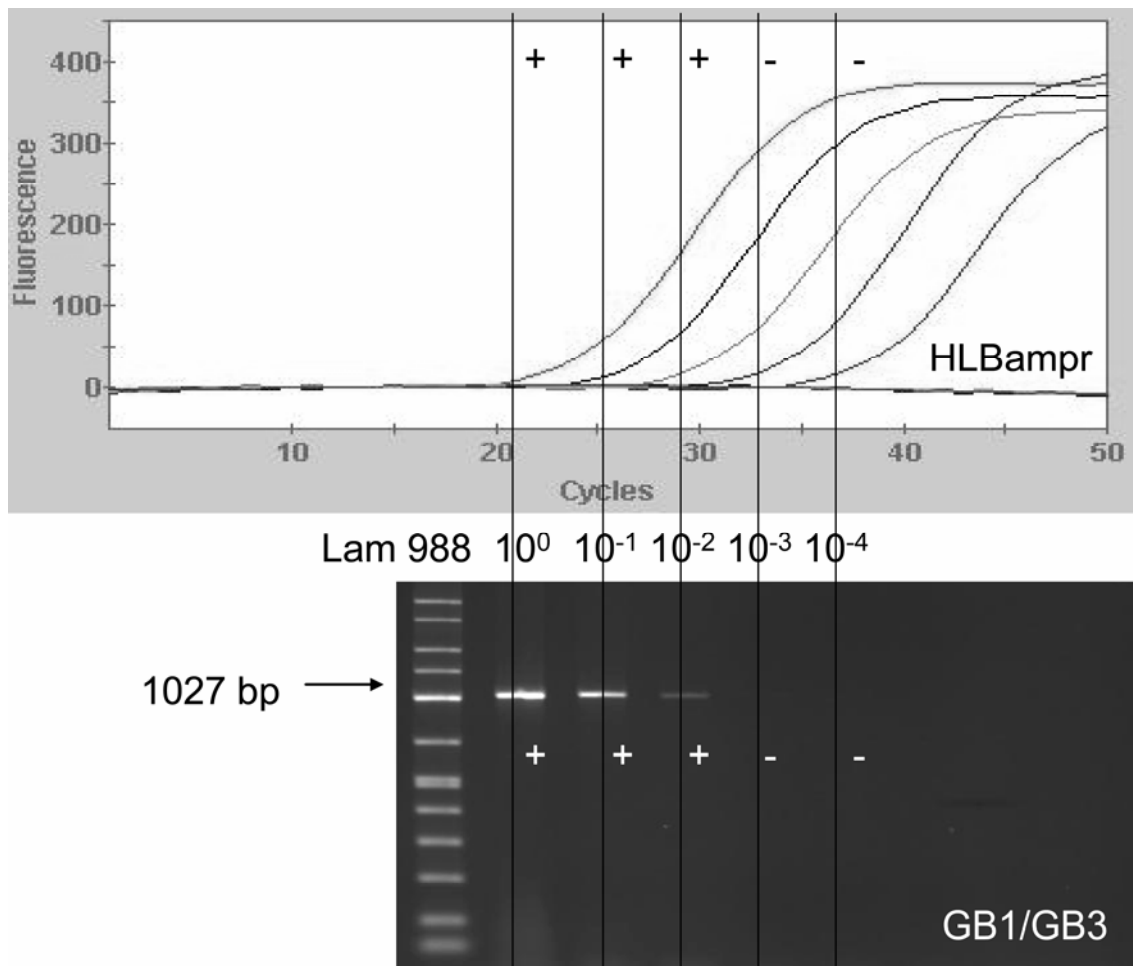 400
300
200
100
0
Fluorescence
+ + + - -
HLBampr
10 20 30 40 50
Cycles
Lam 988 10⁰ 10⁻¹ 10⁻² 10⁻³ 10⁻⁴
1027 bp
+ + + - -
GB1/GB3